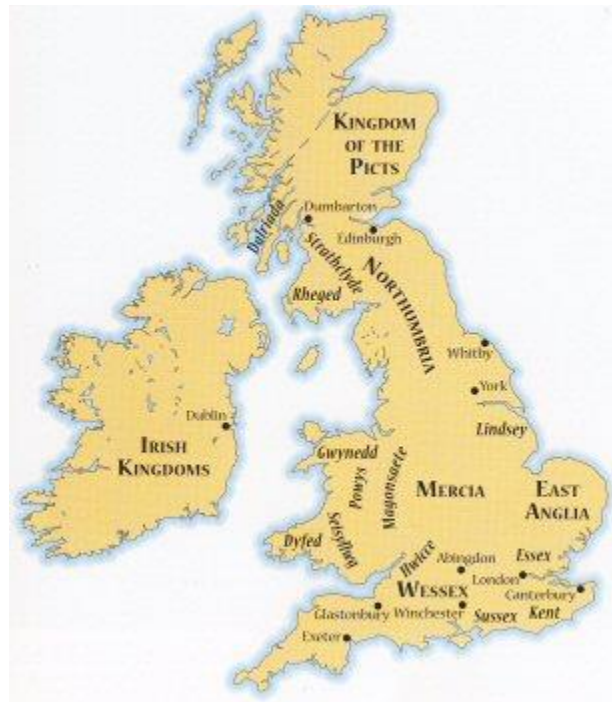 KINGDOM
OF THE
PICTS
Dumbarton
Dalriada
Edinburgh
Strathclyde
Rheged
NORTHUMBRIA
Whitby
York
Dublin
Lindsey
IRISH
KINGDOMS
Gwynedd
Powys
Magonsaete
MERCIA
EAST
ANGLIA
Dyfed
Seisyllwg
Hwicce
Abingdon
Essex
London
WESSEX
Canterbury
Glastonbury
Winchester
Sussex
Kent
Exeter